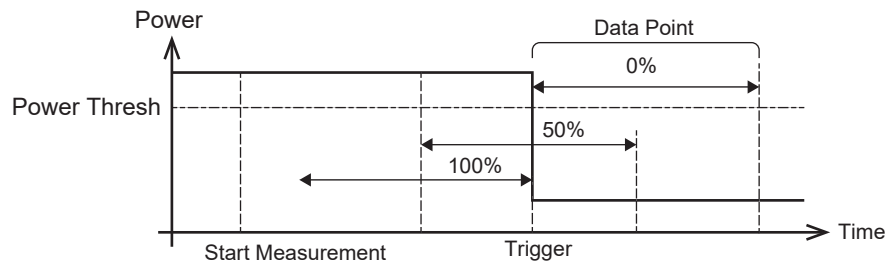 Power
Data Point
0%
Power Thresh
50%
100%
Time
Start Measurement
Trigger